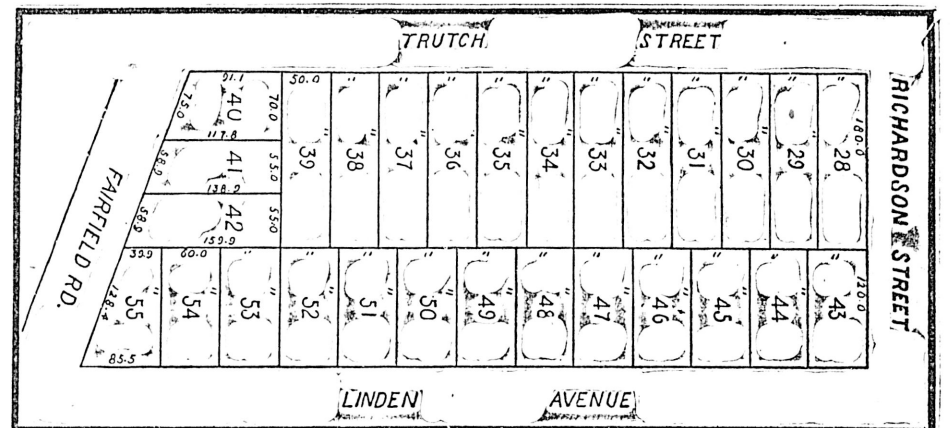 TRUTCH STREET
RICHARDSON STREET
FAIRFIELD RD.
75.0 40 70.0
117.8
50.0 " " " " " " " " " " "
39 38 37 36 35 34 33 32 31 30 29 28
180.0
58.9 41 55.0
138.9
58.9 42 55.0
159.9
39.9 60.0 " " " " " " " " " " "
128.4 55 54 53 52 51 50 49 48 47 46 45 44 43
120.0
85.5
LINDEN AVENUE